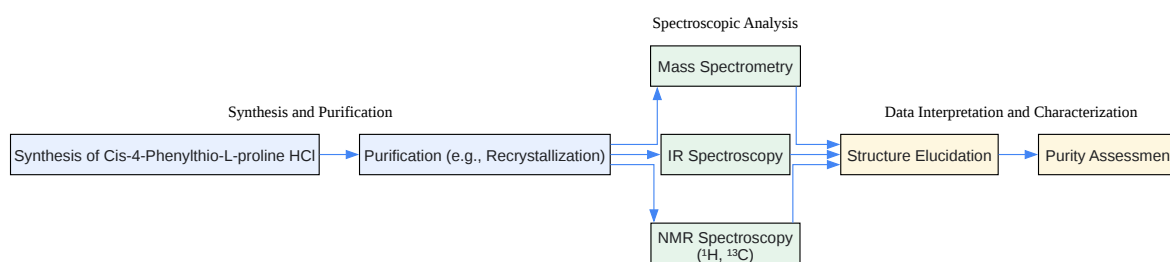 Spectroscopic Analysis
Mass Spectrometry
Synthesis and Purification
Data Interpretation and Characterization
Synthesis of Cis-4-Phenylthio-L-proline HCl
Purification (e.g., Recrystallization)
IR Spectroscopy
Structure Elucidation
Purity Assessment
NMR Spectroscopy
(¹H, ¹³C)